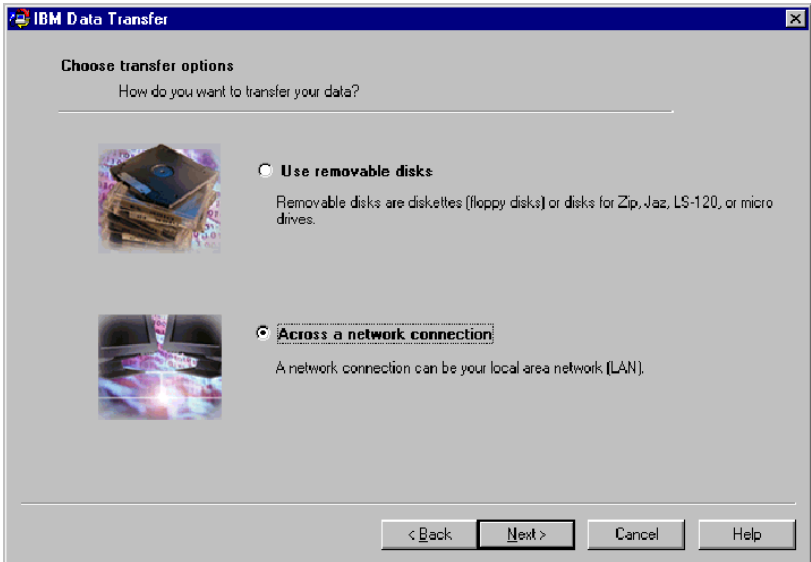 IBM Data Transfer
Choose transfer options
How do you want to transfer your data?
Use removable disks
Removable disks are diskettes (floppy disks) or disks for Zip, Jaz, LS-120, or micro
drives.
Across a network connection
A network connection can be your local area network (LAN).
< Back
Next >
Cancel
Help